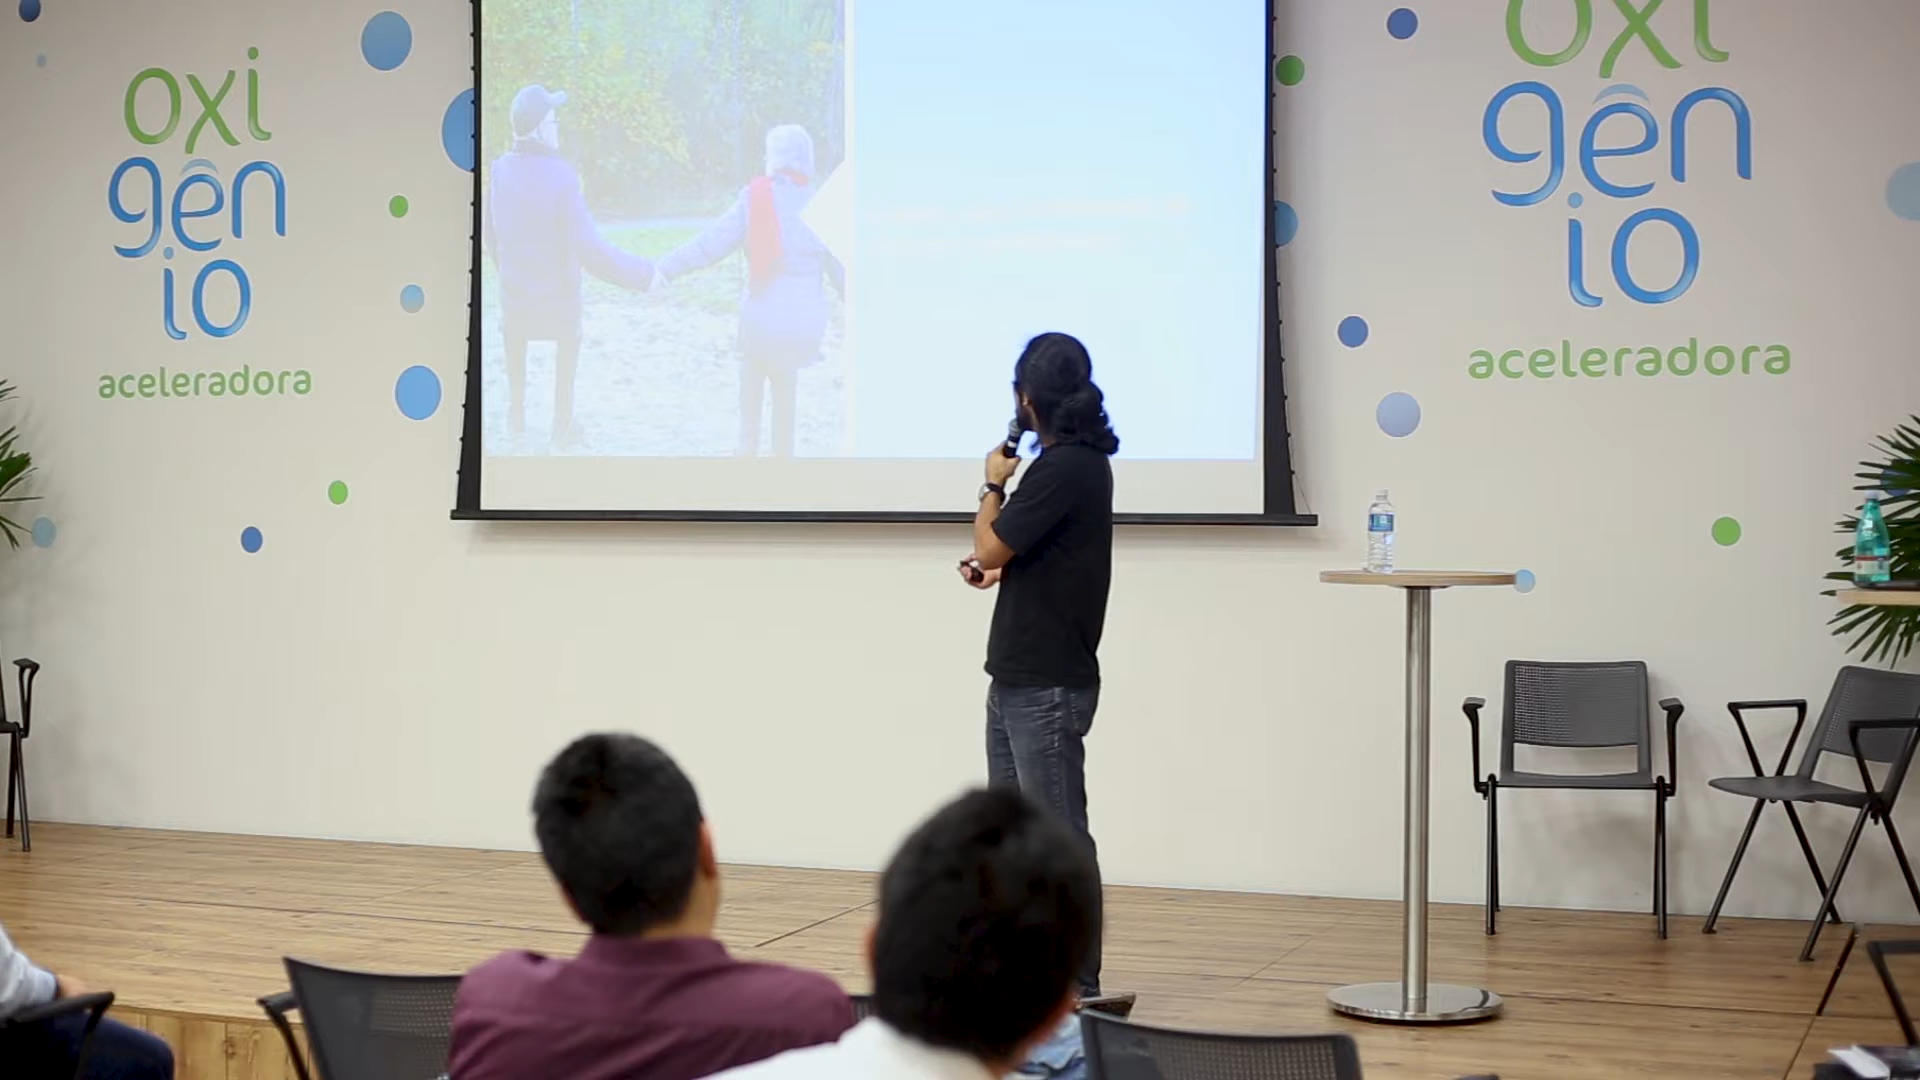 oxi
gên
io
aceleradora
oxi
gên
io
aceleradora